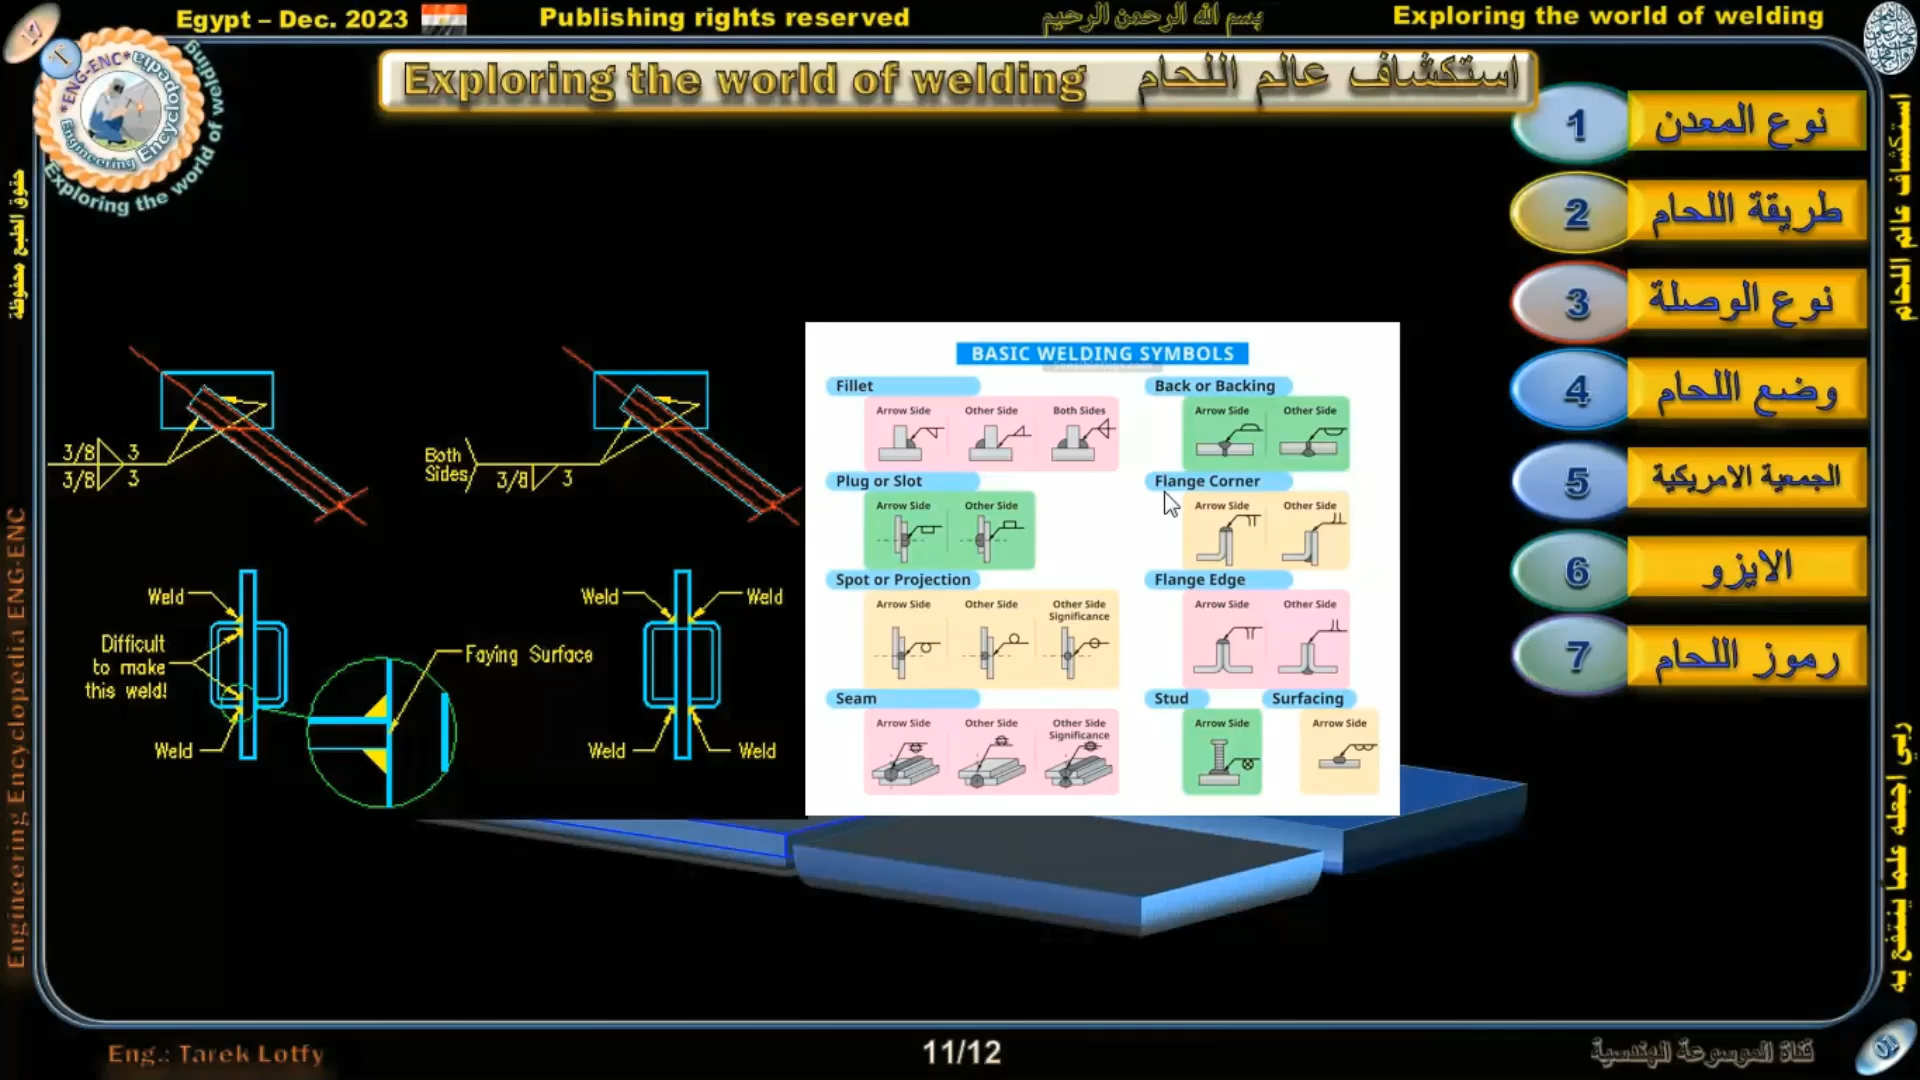 Egypt – Dec. 2023
Publishing rights reserved
بسم الله الرحمن الرحيم
Exploring the world of welding
17
*ENG-ENC*
Engineering Encyclopedia
Exploring the world of welding
Exploring the world of welding
استكشاف عالم اللحام
حقوق الطبع محفوظة
Engineering Encyclopedia ENG-ENC
استكشاف عالم اللحام
ربي اجعله علماً ينتفع به
1
نوع المعدن
2
طريقة اللحام
3
نوع الوصلة
4
وضع اللحام
5
الجمعية الامريكية
6
الايزو
7
رموز اللحام
3/8 3
3/8 3
Both
Sides
3/8 3
Weld
Difficult
to make
this weld!
Weld
Faying Surface
Weld
Weld
Weld
Weld
BASIC WELDING SYMBOLS
Fillet
Arrow Side
Other Side
Both Sides
Back or Backing
Arrow Side
Other Side
Plug or Slot
Arrow Side
Other Side
Flange Corner
Arrow Side
Other Side
Spot or Projection
Arrow Side
Other Side
Other Side
Significance
Flange Edge
Arrow Side
Other Side
Seam
Arrow Side
Other Side
Other Side
Significance
Stud
Arrow Side
Surfacing
Arrow Side
Eng.: Tarek Lotfy
11/12
قناة الموسوعة الهندسية